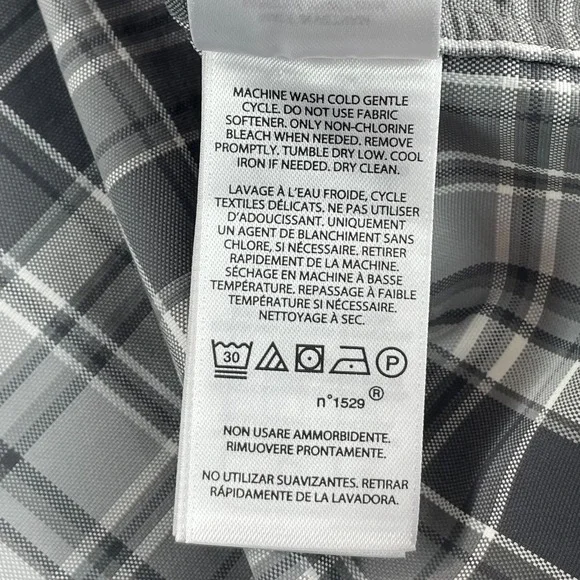 MACHINE WASH COLD GENTLE
CYCLE. DO NOT USE FABRIC
SOFTENER. ONLY NON-CHLORINE
BLEACH WHEN NEEDED. REMOVE
PROMPTLY. TUMBLE DRY LOW. COOL
IRON IF NEEDED. DRY CLEAN.
LAVAGE À L'EAU FROIDE, CYCLE
TEXTILES DÉLICATS. NE PAS UTILISER
D'ADOUCISSANT. UNIQUEMENT
UN AGENT DE BLANCHIMENT SANS
CHLORE, SI NÉCESSAIRE. RETIRER
RAPIDEMENT DE LA MACHINE.
SÉCHAGE EN MACHINE À BASSE
TEMPÉRATURE. REPASSAGE À FAIBLE
TEMPÉRATURE SI NÉCESSAIRE.
NETTOYAGE À SEC.
30 P
n°1529 ®
NON USARE AMMORBIDENTE.
RIMUOVERE PRONTAMENTE.
NO UTILIZAR SUAVIZANTES. RETIRAR
RÁPIDAMENTE DE LA LAVADORA.